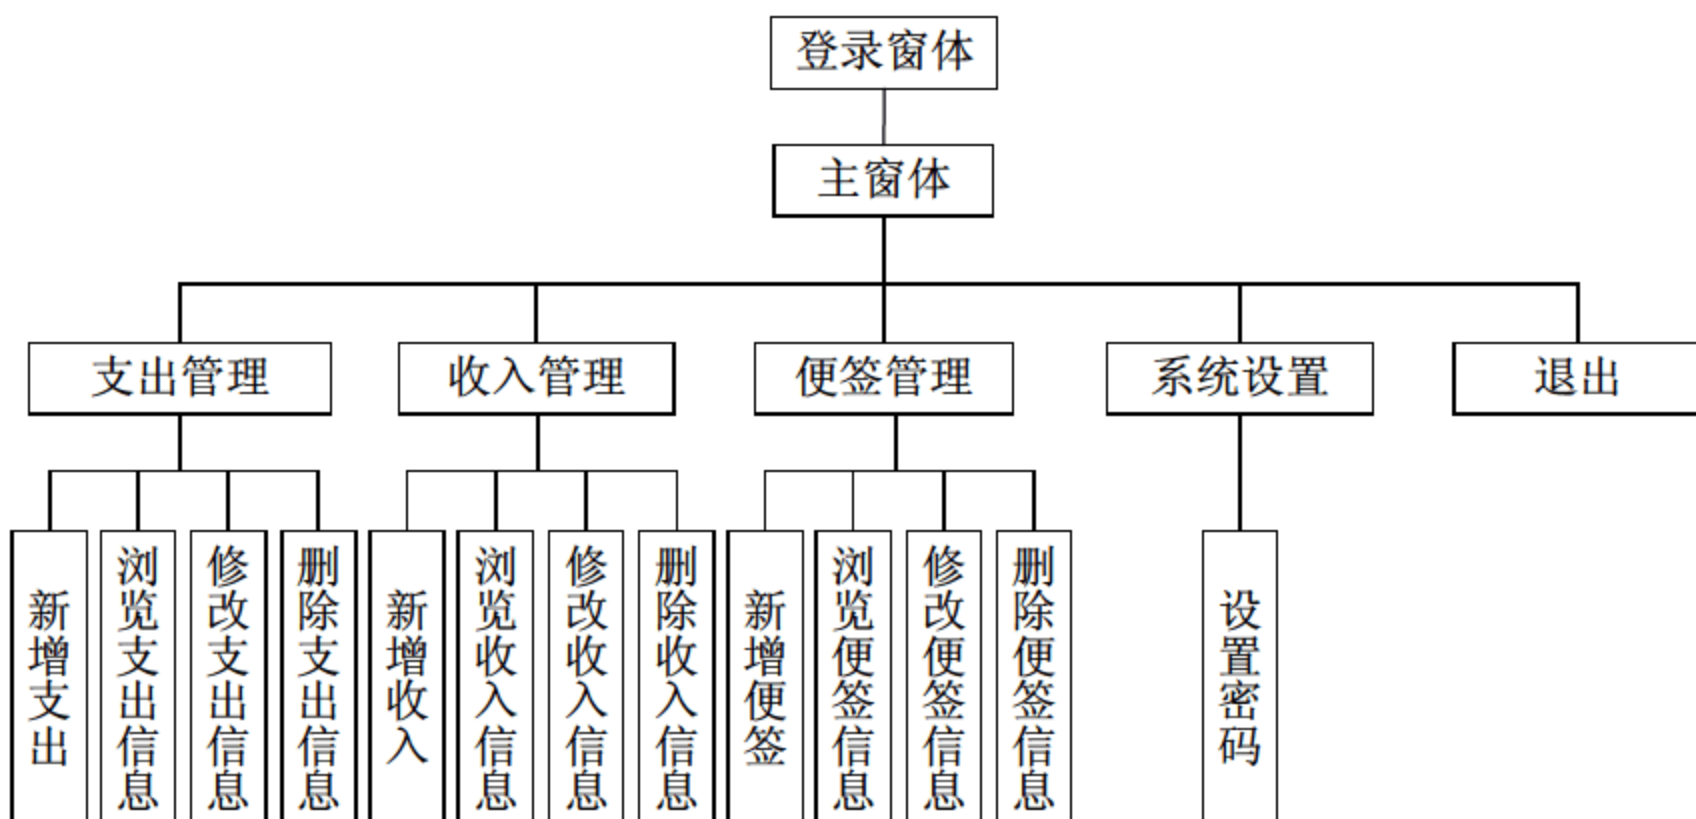 登录窗体
主窗体
支出管理
收入管理
便签管理
系统设置
退出
新增支出
浏览支出信息
修改支出信息
删除支出信息
新增收入
浏览收入信息
修改收入信息
删除收入信息
新增便签
浏览便签信息
修改便签信息
删除便签信息
设置密码